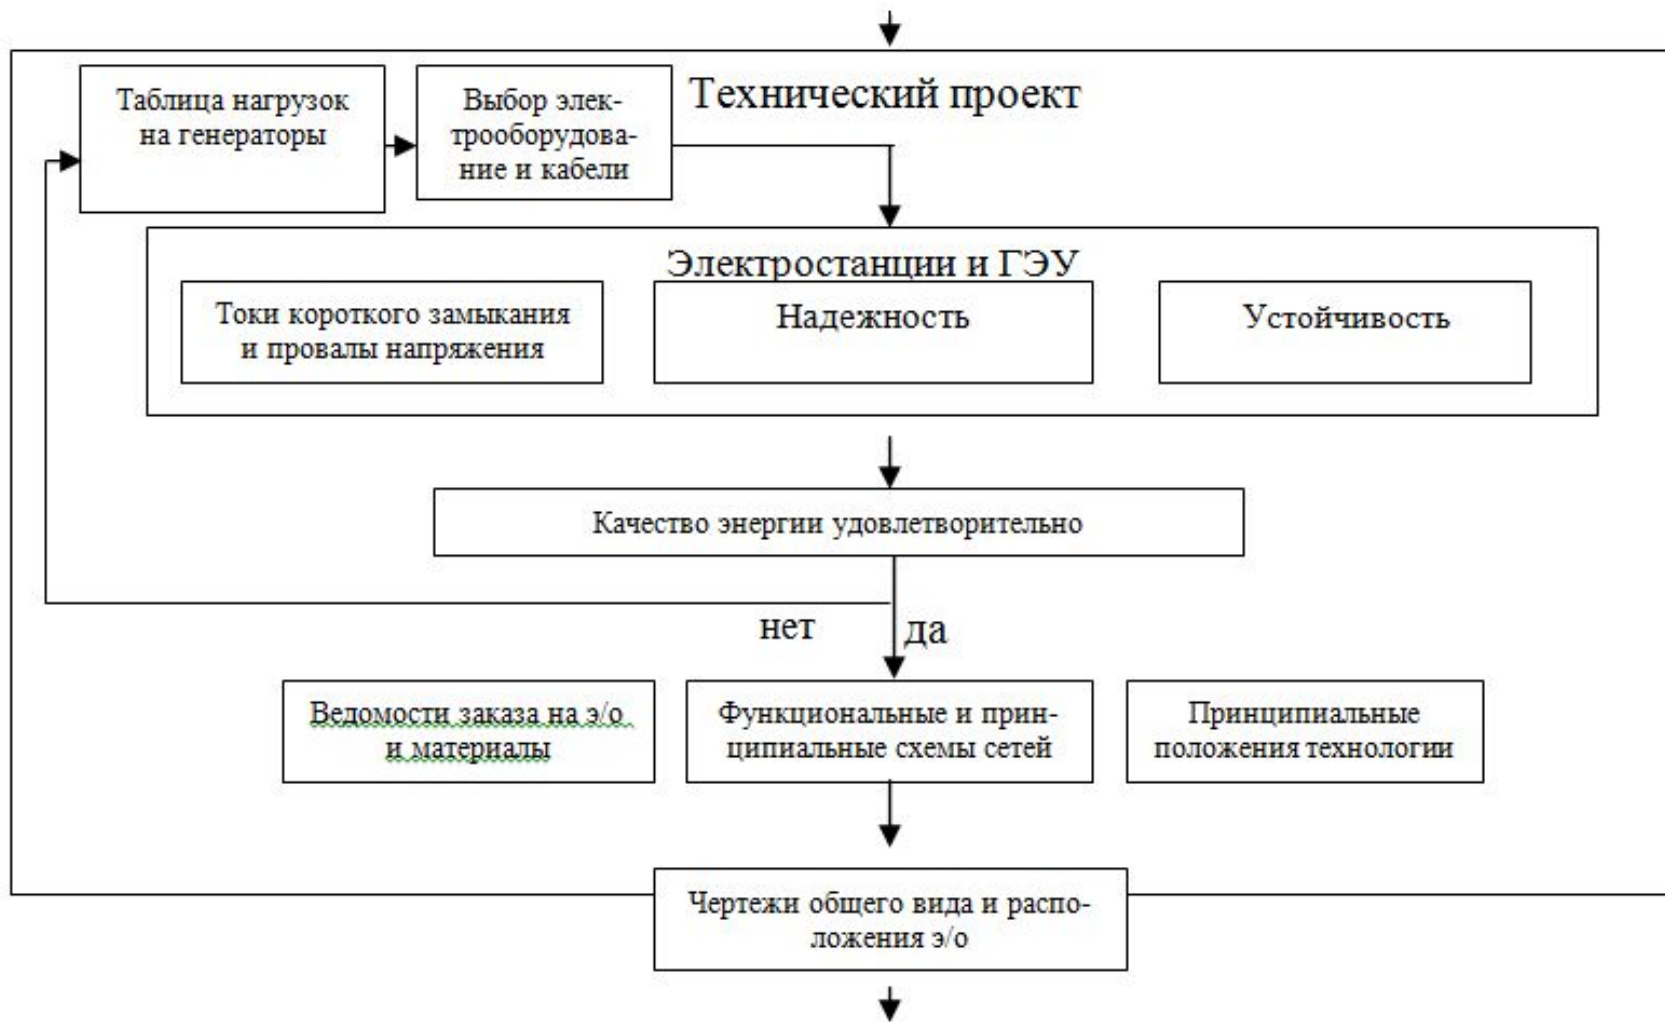 Технический проект
Таблица нагрузок
на генераторы
Выбор элек-
трооборудова-
ние и кабели
Электростанции и ГЭУ
Токи короткого замыкания
и провалы напряжения
Надежность
Устойчивость
Качество энергии удовлетворительно
нет
да
Ведомости заказа на э/о
и материалы
Функциональные и прин-
ципиальные схемы сетей
Принципиальные
положения технологии
Чертежи общего вида и распо-
ложения э/о